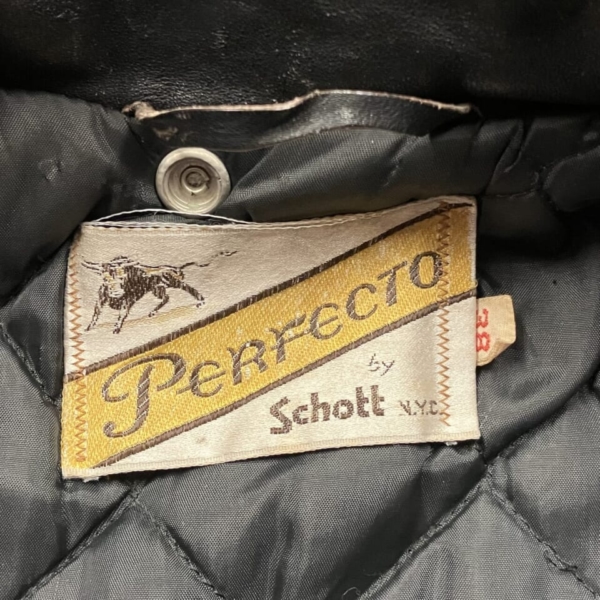 PERFECTO
by
Schott N.Y.C.
38